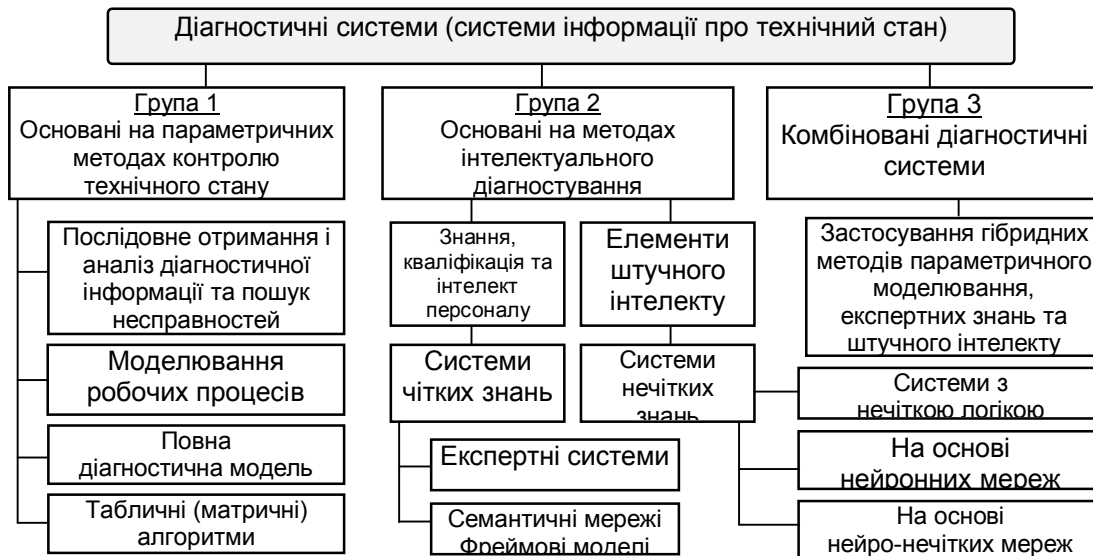 Діагностичні системи (системи інформації про технічний стан)
Група 1
Основані на параметричних
методах контролю
технічного стану
Послідовне отримання і
аналіз діагностичної
інформації та пошук
несправностей
Моделювання
робочих процесів
Повна
діагностична модель
Табличні (матричні)
алгоритми
Група 2
Основані на методах
інтелектуального
діагностування
Знання,
кваліфікація та
інтелект
персоналу
Системи
чітких знань
Експертні системи
Семантичні мережі
Фреймові моделі
Елементи
штучного
інтелекту
Системи
нечітких
знань
Системи з
нечіткою логікою
На основі
нейронних мереж
На основі
нейро-нечітких мереж
Група 3
Комбіновані діагностичні
системи
Застосування гібридних
методів параметричного
моделювання,
експертних знань та
штучного інтелекту